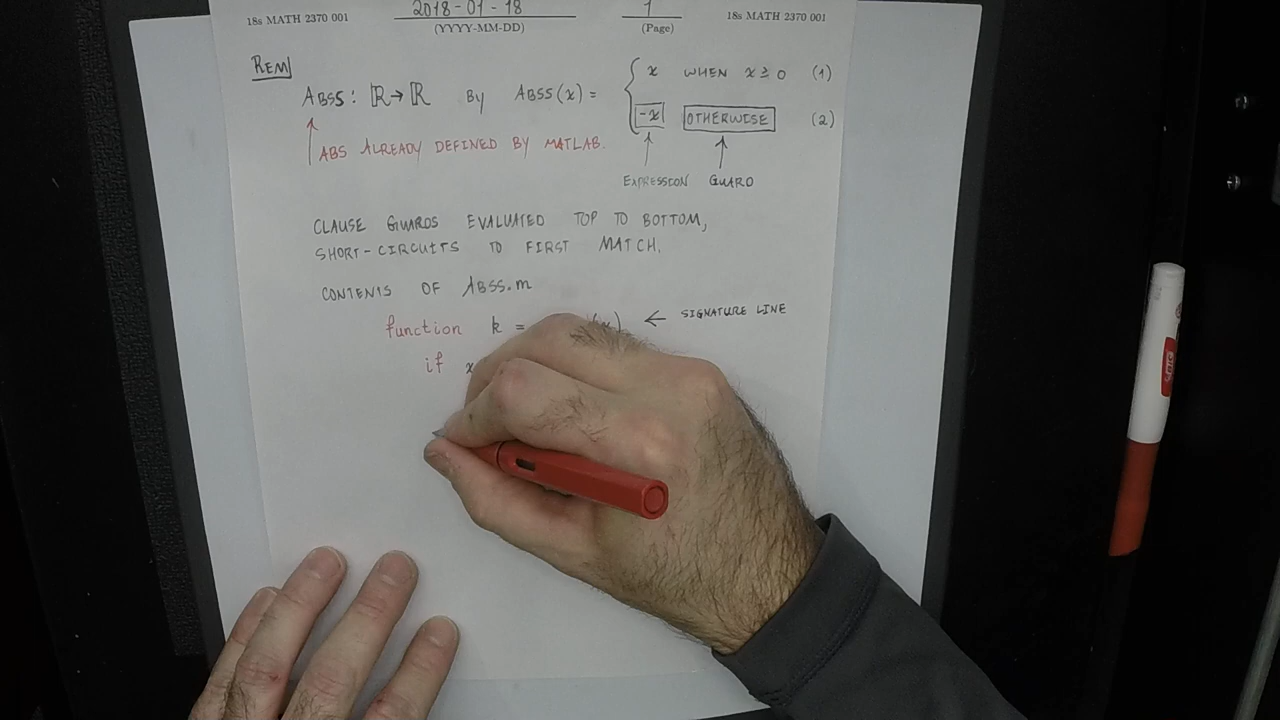 18s MATH 2370 001 2018-01-18 1 18s MATH 2370 001
(YYYY-MM-DD) (Page)
REM
ABSS: ℝ→ℝ BY ABSS(x) = { x WHEN x ≥ 0 (1)
-x OTHERWISE (2)
↑ ABS ALREADY DEFINED BY MATLAB.
EXPRESSION GUARD
CLAUSE GUARDS EVALUATED TOP TO BOTTOM,
SHORT-CIRCUITS TO FIRST MATCH.
CONTENTS OF ABSS.m
function k = (x) ← SIGNATURE LINE
if x
BIC